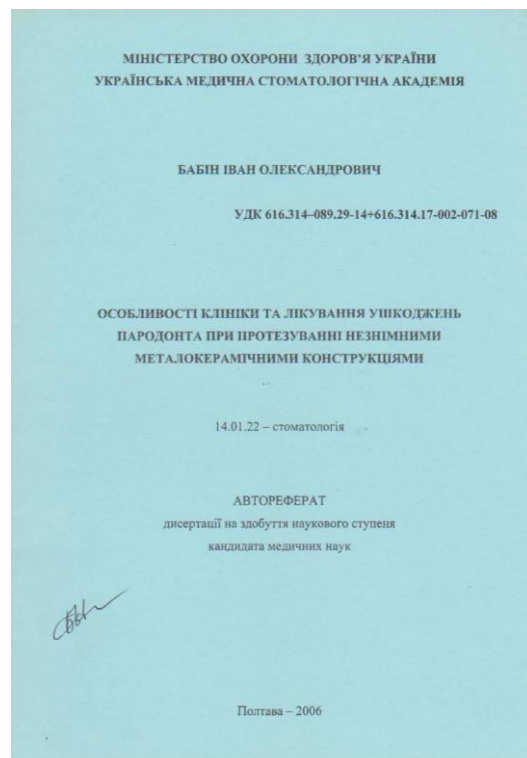 МІНІСТЕРСТВО ОХОРОНИ ЗДОРОВ'Я УКРАЇНИ
УКРАЇНСЬКА МЕДИЧНА СТОМАТОЛОГІЧНА АКАДЕМІЯ
БАБІН ІВАН ОЛЕКСАНДРОВИЧ
УДК 616.314–089.29-14+616.314.17-002-071-08
ОСОБЛИВОСТІ КЛІНІКИ ТА ЛІКУВАННЯ УШКОДЖЕНЬ
ПАРОДОНТА ПРИ ПРОТЕЗУВАННІ НЕЗНІМНИМИ
МЕТАЛОКЕРАМІЧНИМИ КОНСТРУКЦІЯМИ
14.01.22 – стоматологія
АВТОРЕФЕРАТ
дисертації на здобуття наукового ступеня
кандидата медичних наук
Полтава – 2006